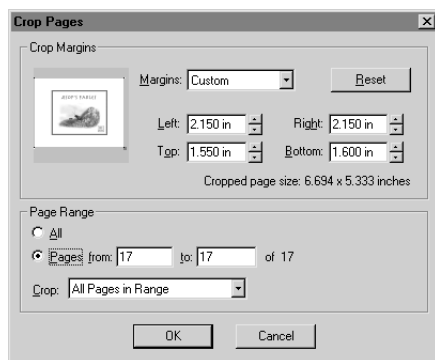 Crop Pages
Crop Margins
Margins: Custom
Reset
Left: 2.150 in Right: 2.150 in
Top: 1.550 in Bottom: 1.600 in
Cropped page size: 6.694 x 5.333 inches
Page Range
All
Pages from: 17 to: 17 of 17
Crop: All Pages in Range
OK Cancel